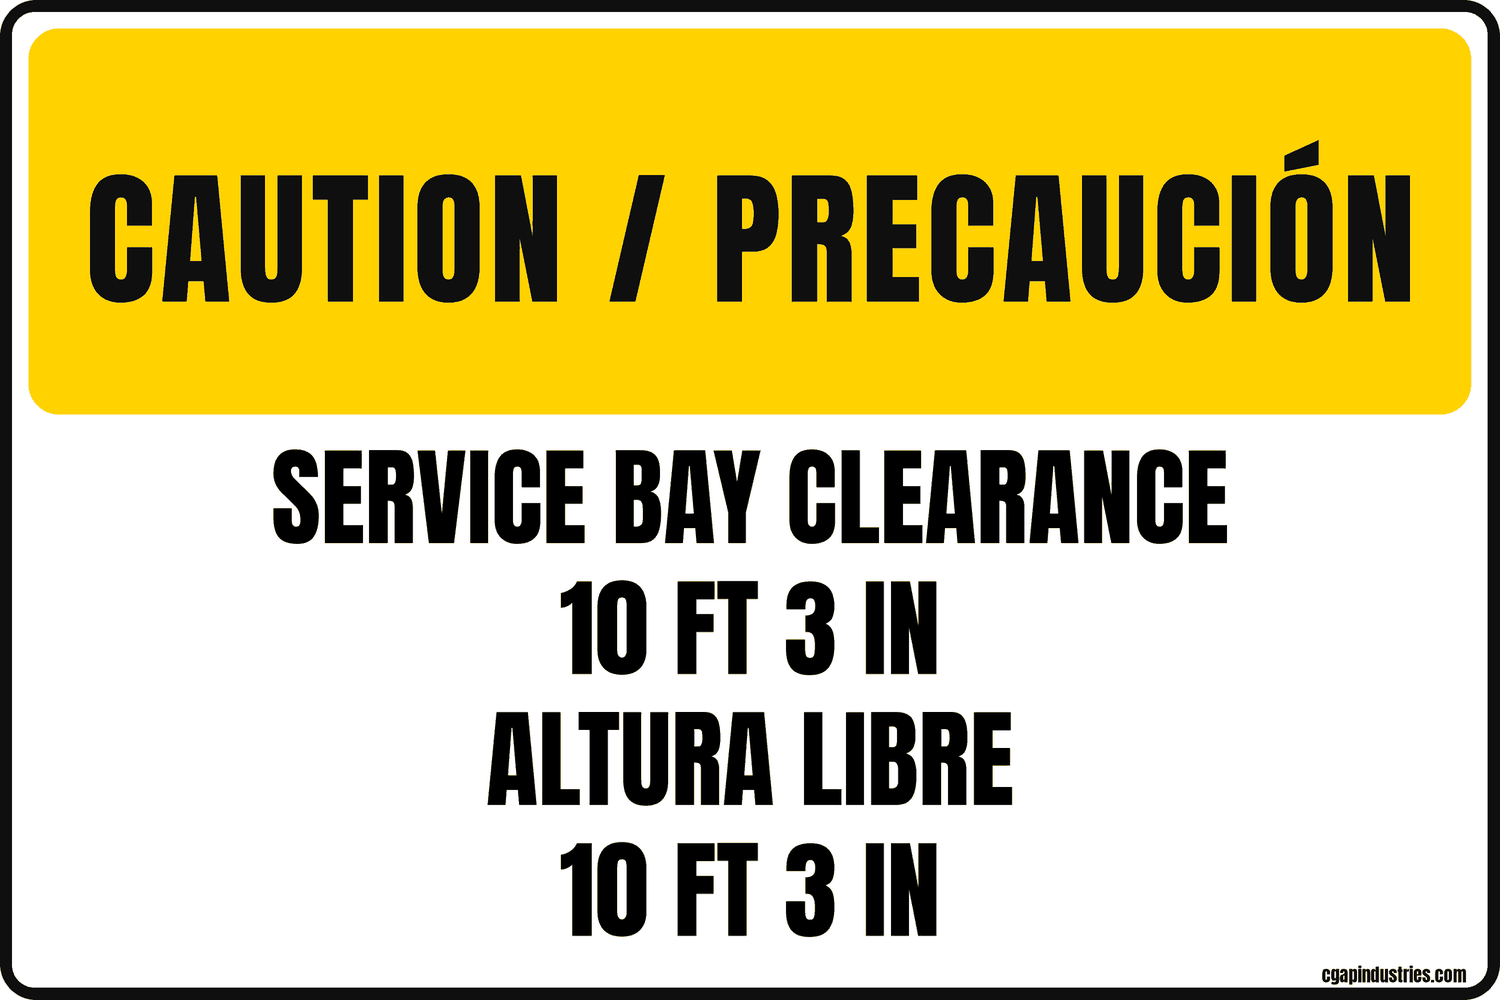 CAUTION / PRECAUCIÓN
SERVICE BAY CLEARANCE
10 FT 3 IN
ALTURA LIBRE
10 FT 3 IN
cgapindustries.com